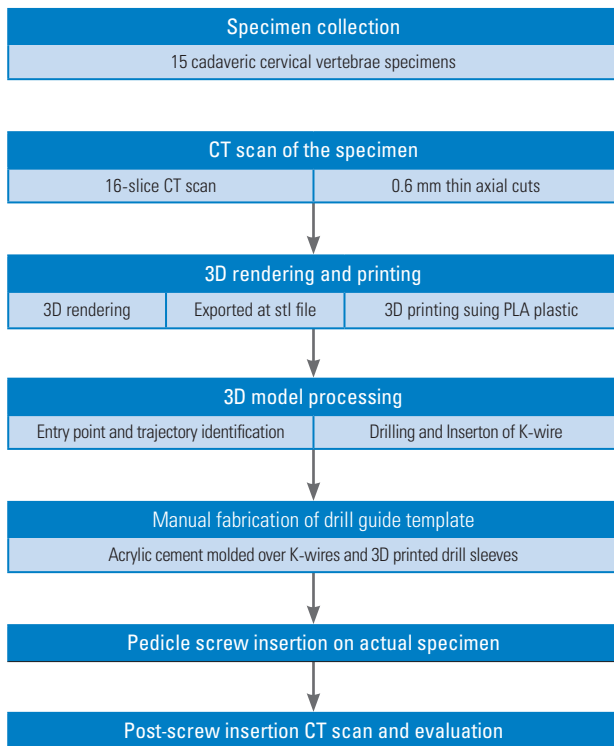 Specimen collection
15 cadaveric cervical vertebrae specimens
CT scan of the specimen
16-slice CT scan
0.6 mm thin axial cuts
3D rendering and printing
3D rendering
Exported at stl file
3D printing suing PLA plastic
3D model processing
Entry point and trajectory identification
Drilling and Inserton of K-wire
Manual fabrication of drill guide template
Acrylic cement molded over K-wires and 3D printed drill sleeves
Pedicle screw insertion on actual specimen
Post-screw insertion CT scan and evaluation